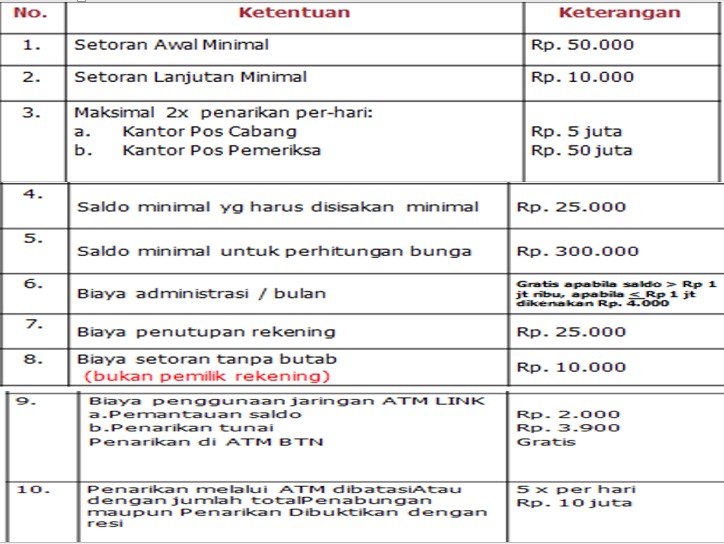 No. Ketentuan Keterangan
1. Setoran Awal Minimal Rp. 50.000
2. Setoran Lanjutan Minimal Rp. 10.000
3. Maksimal 2x penarikan per-hari:
a. Kantor Pos Cabang Rp. 5 juta
b. Kantor Pos Pemeriksa Rp. 50 juta
4. Saldo minimal yg harus disisakan minimal Rp. 25.000
5. Saldo minimal untuk perhitungan bunga Rp. 300.000
6. Biaya administrasi / bulan
Gratis apabila saldo > Rp 1
jt ribu, apabila < Rp 1 jt
dikenakan Rp. 4.000
7. Biaya penutupan rekening Rp. 25.000
8. Biaya setoran tanpa butab
(bukan pemilik rekening) Rp. 10.000
9. Biaya penggunaan jaringan ATM LINK
a.Pemantauan saldo Rp. 2.000
b.Penarikan tunai Rp. 3.900
Penarikan di ATM BTN Gratis
10. Penarikan melalui ATM dibatasiAtau 5 x per hari
dengan jumlah totalPenabungan Rp. 10 juta
maupun Penarikan Dibuktikan dengan
resi